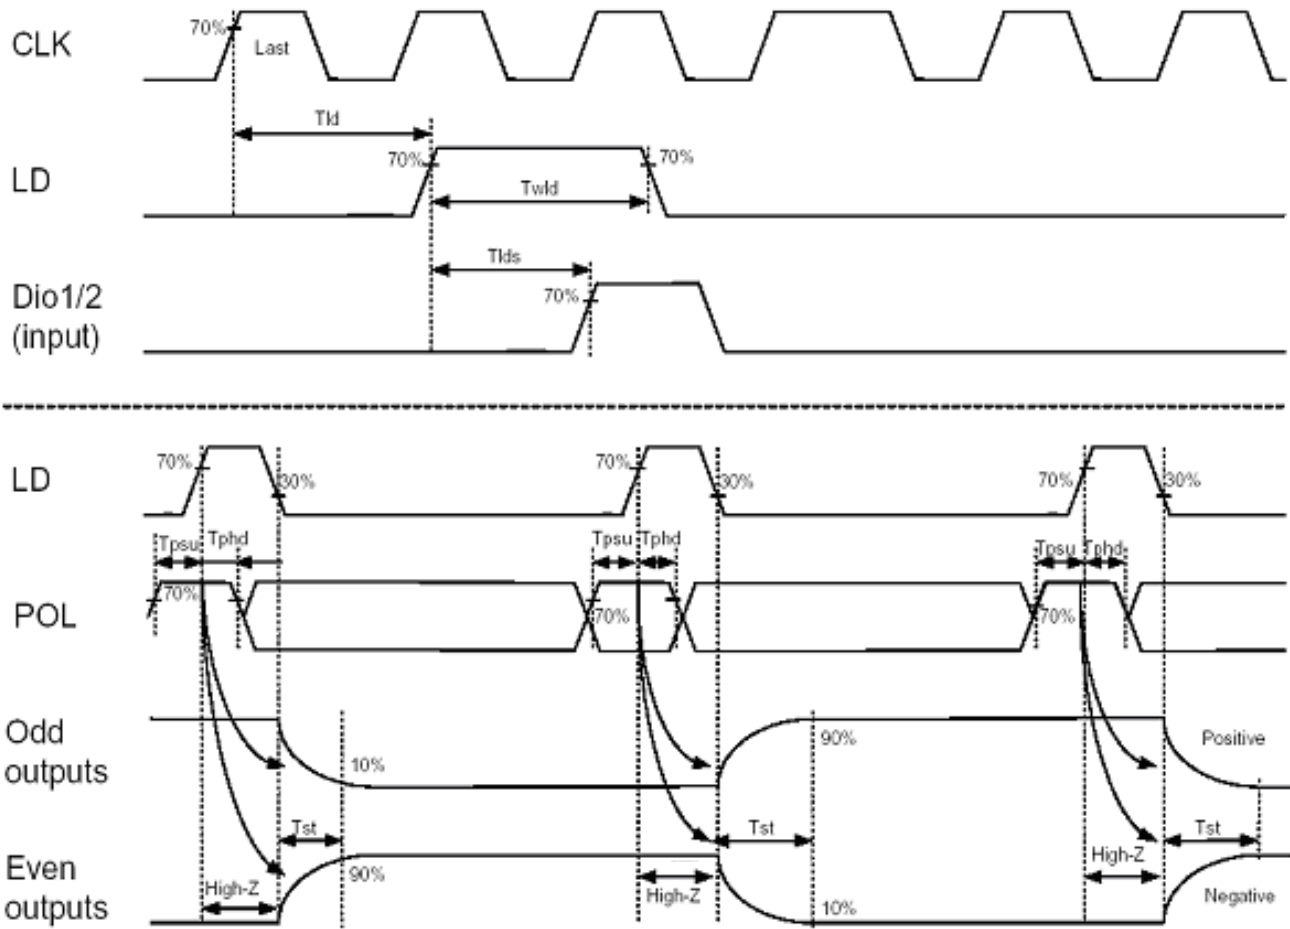 CLK
70%
Last
Tld
LD
70%
70%
Twld
Tlds
Dio1/2
(input)
70%
LD
70%
30%
70%
30%
70%
30%
Tpsu
Tphd
Tpsu
Tphd
Tpsu
Tphd
POL
70%
70%
70%
Odd
outputs
10%
90%
Positive
Tst
Tst
Tst
Even
outputs
High-Z
90%
High-Z
10%
High-Z
Negative